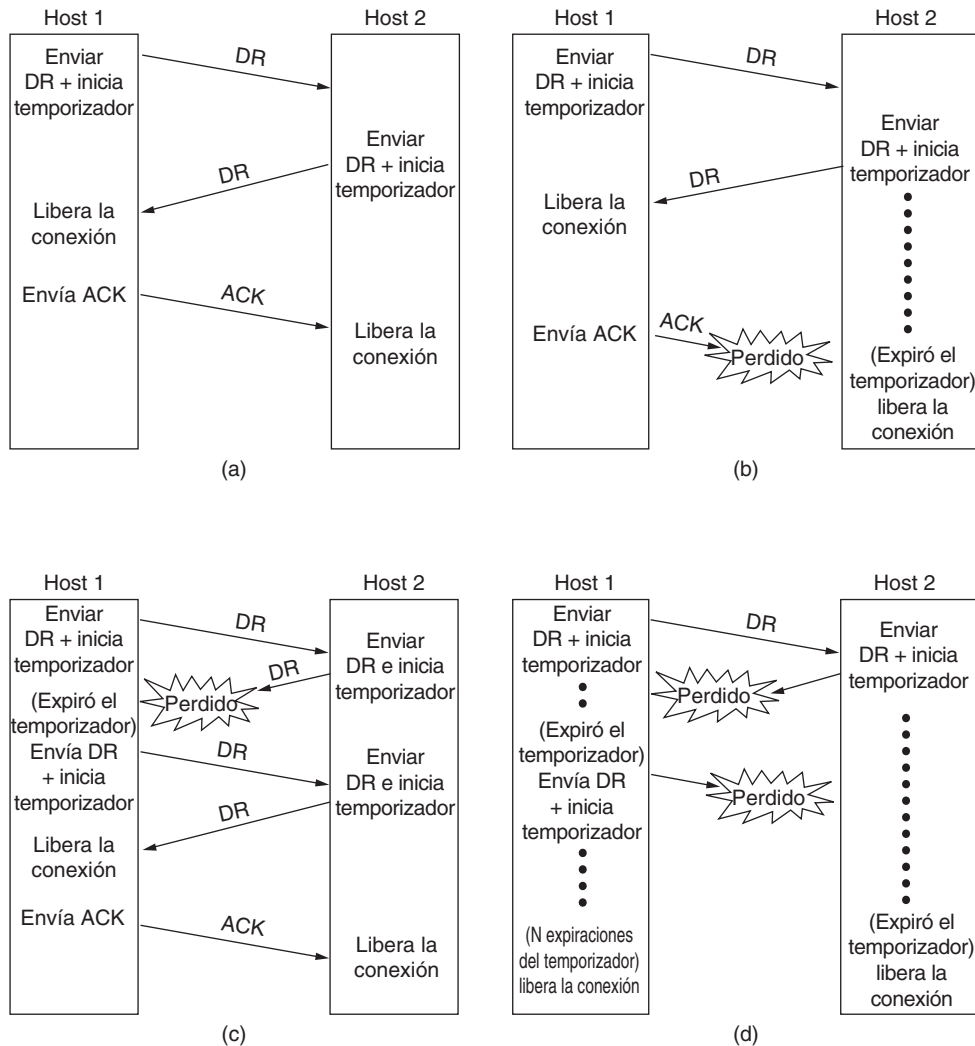 Host 1
Host 2
Enviar
DR + inicia
temporizador
DR
Enviar
DR + inicia
temporizador
DR
Libera la
conexión
Envía ACK
ACK
Libera la
conexión
(a)
Host 1
Host 2
Enviar
DR + inicia
temporizador
DR
Enviar
DR + inicia
temporizador
DR
Libera la
conexión
Envía ACK
ACK
Perdido
(Expiró el
temporizador)
libera la
conexión
(b)
Host 1
Host 2
Enviar
DR + inicia
temporizador
DR
Enviar
DR e inicia
temporizador
DR
Perdido
(Expiró el
temporizador)
Envía DR
+ inicia
temporizador
DR
Enviar
DR e inicia
temporizador
DR
Libera la
conexión
Envía ACK
ACK
Libera la
conexión
(c)
Host 1
Host 2
Enviar
DR + inicia
temporizador
DR
Enviar
DR + inicia
temporizador
Perdido
(Expiró el
temporizador)
Envía DR
+ inicia
temporizador
Perdido
(N expiraciones
del temporizador)
libera la conexión
(Expiró el
temporizador)
libera la
conexión
(d)